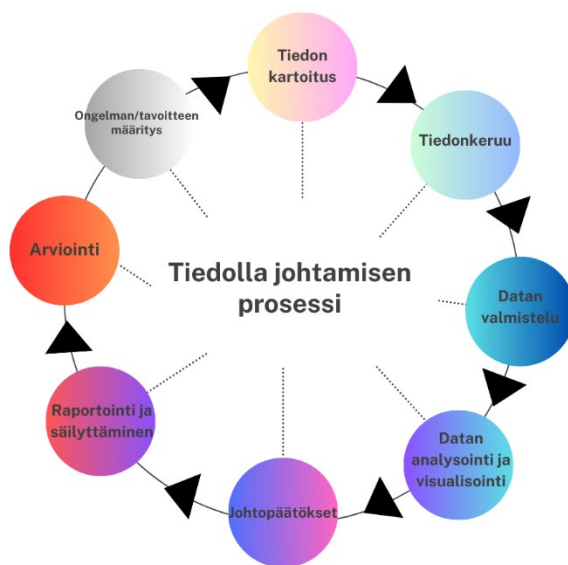 Tiedolla johtamisen
prosessi
Ongelman/tavoitteen
määritys
Tiedon
kartoitus
Tiedonkeruu
Datan
valmistelu
Datan
analysointi ja
visualisointi
Johtopäätökset
Raportointi ja
säilyttäminen
Arviointi